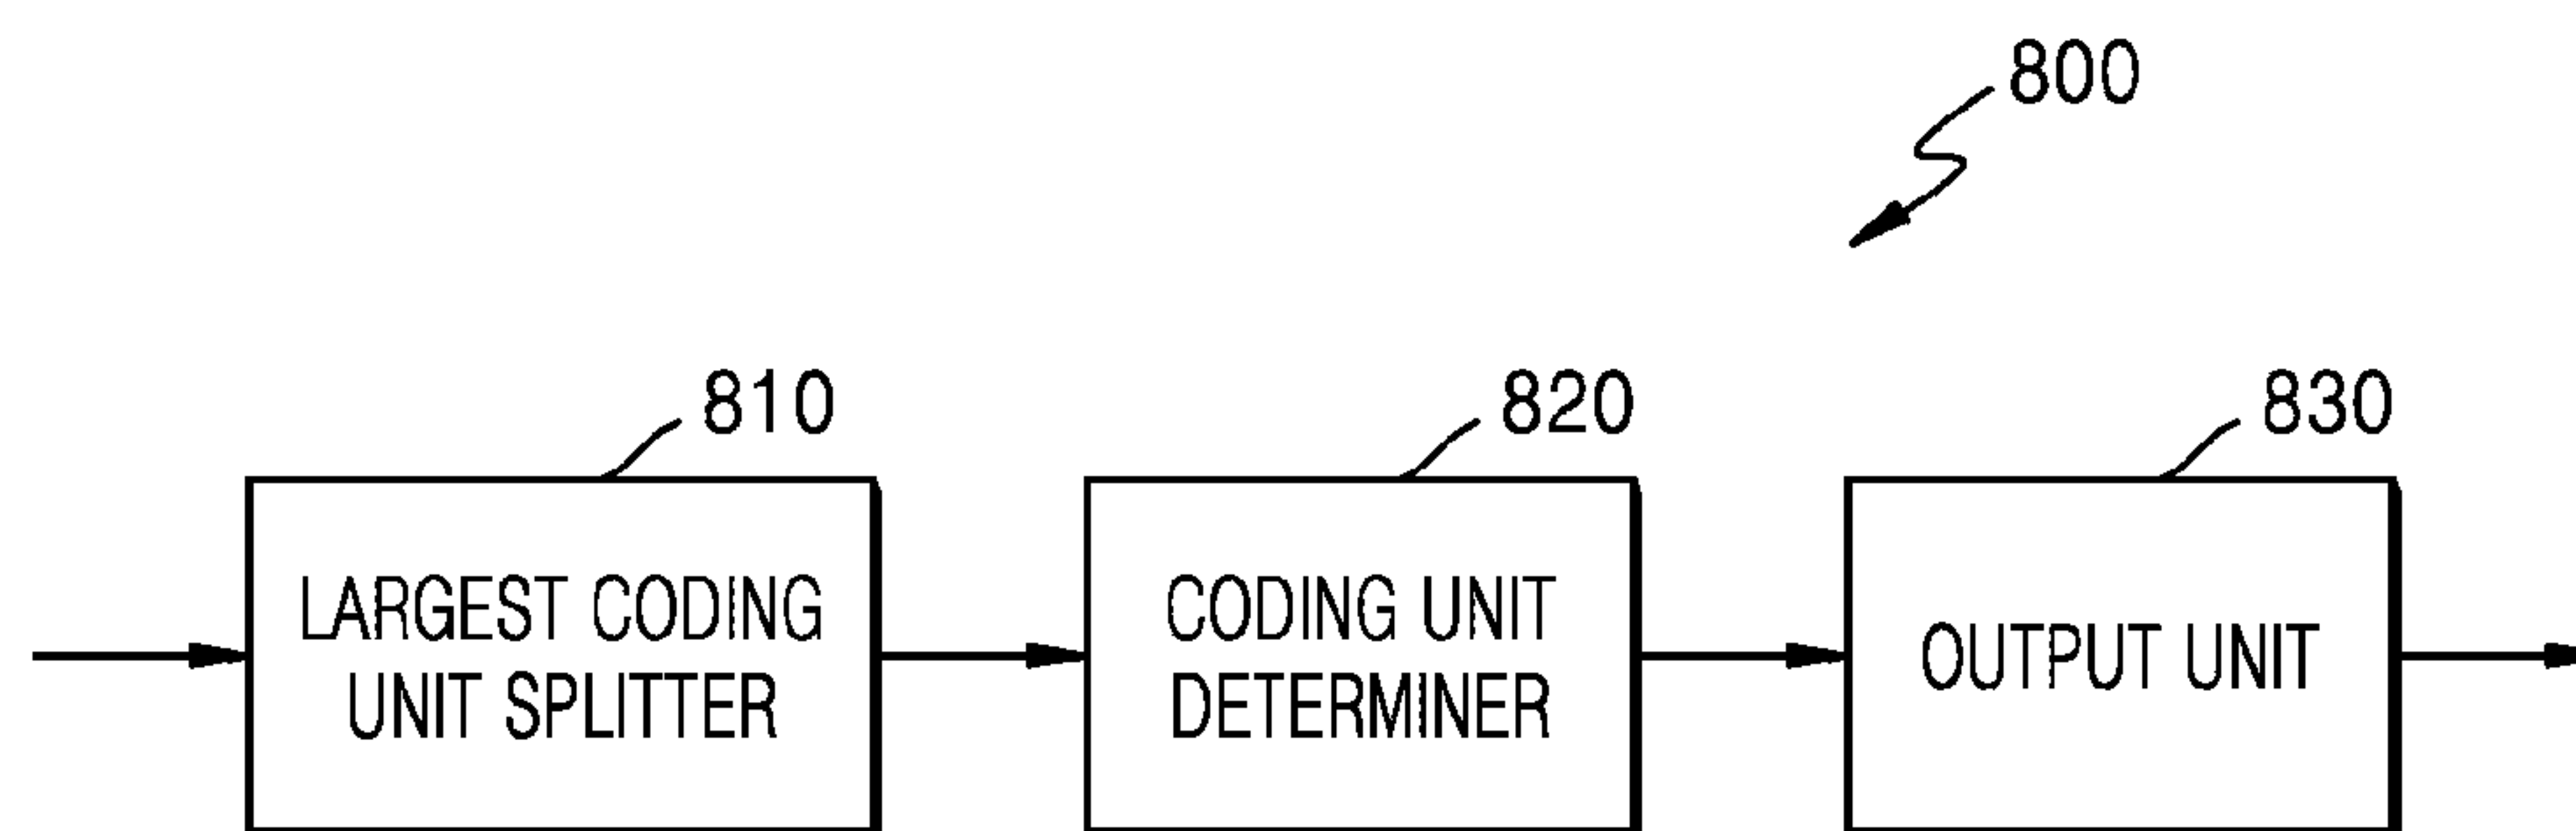 800
810
820
830
LARGEST CODING
UNIT SPLITTER
CODING UNIT
DETERMINER
OUTPUT UNIT